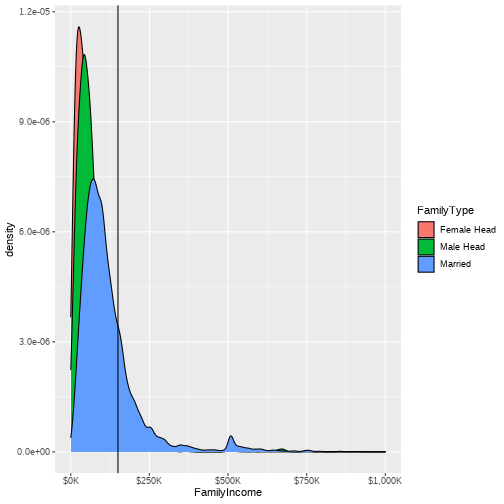 1.2e-05
9.0e-06
6.0e-06
3.0e-06
0.0e+00
density
$0K
$250K
$500K
$750K
$1,000K
FamilyIncome
FamilyType
Female Head
Male Head
Married